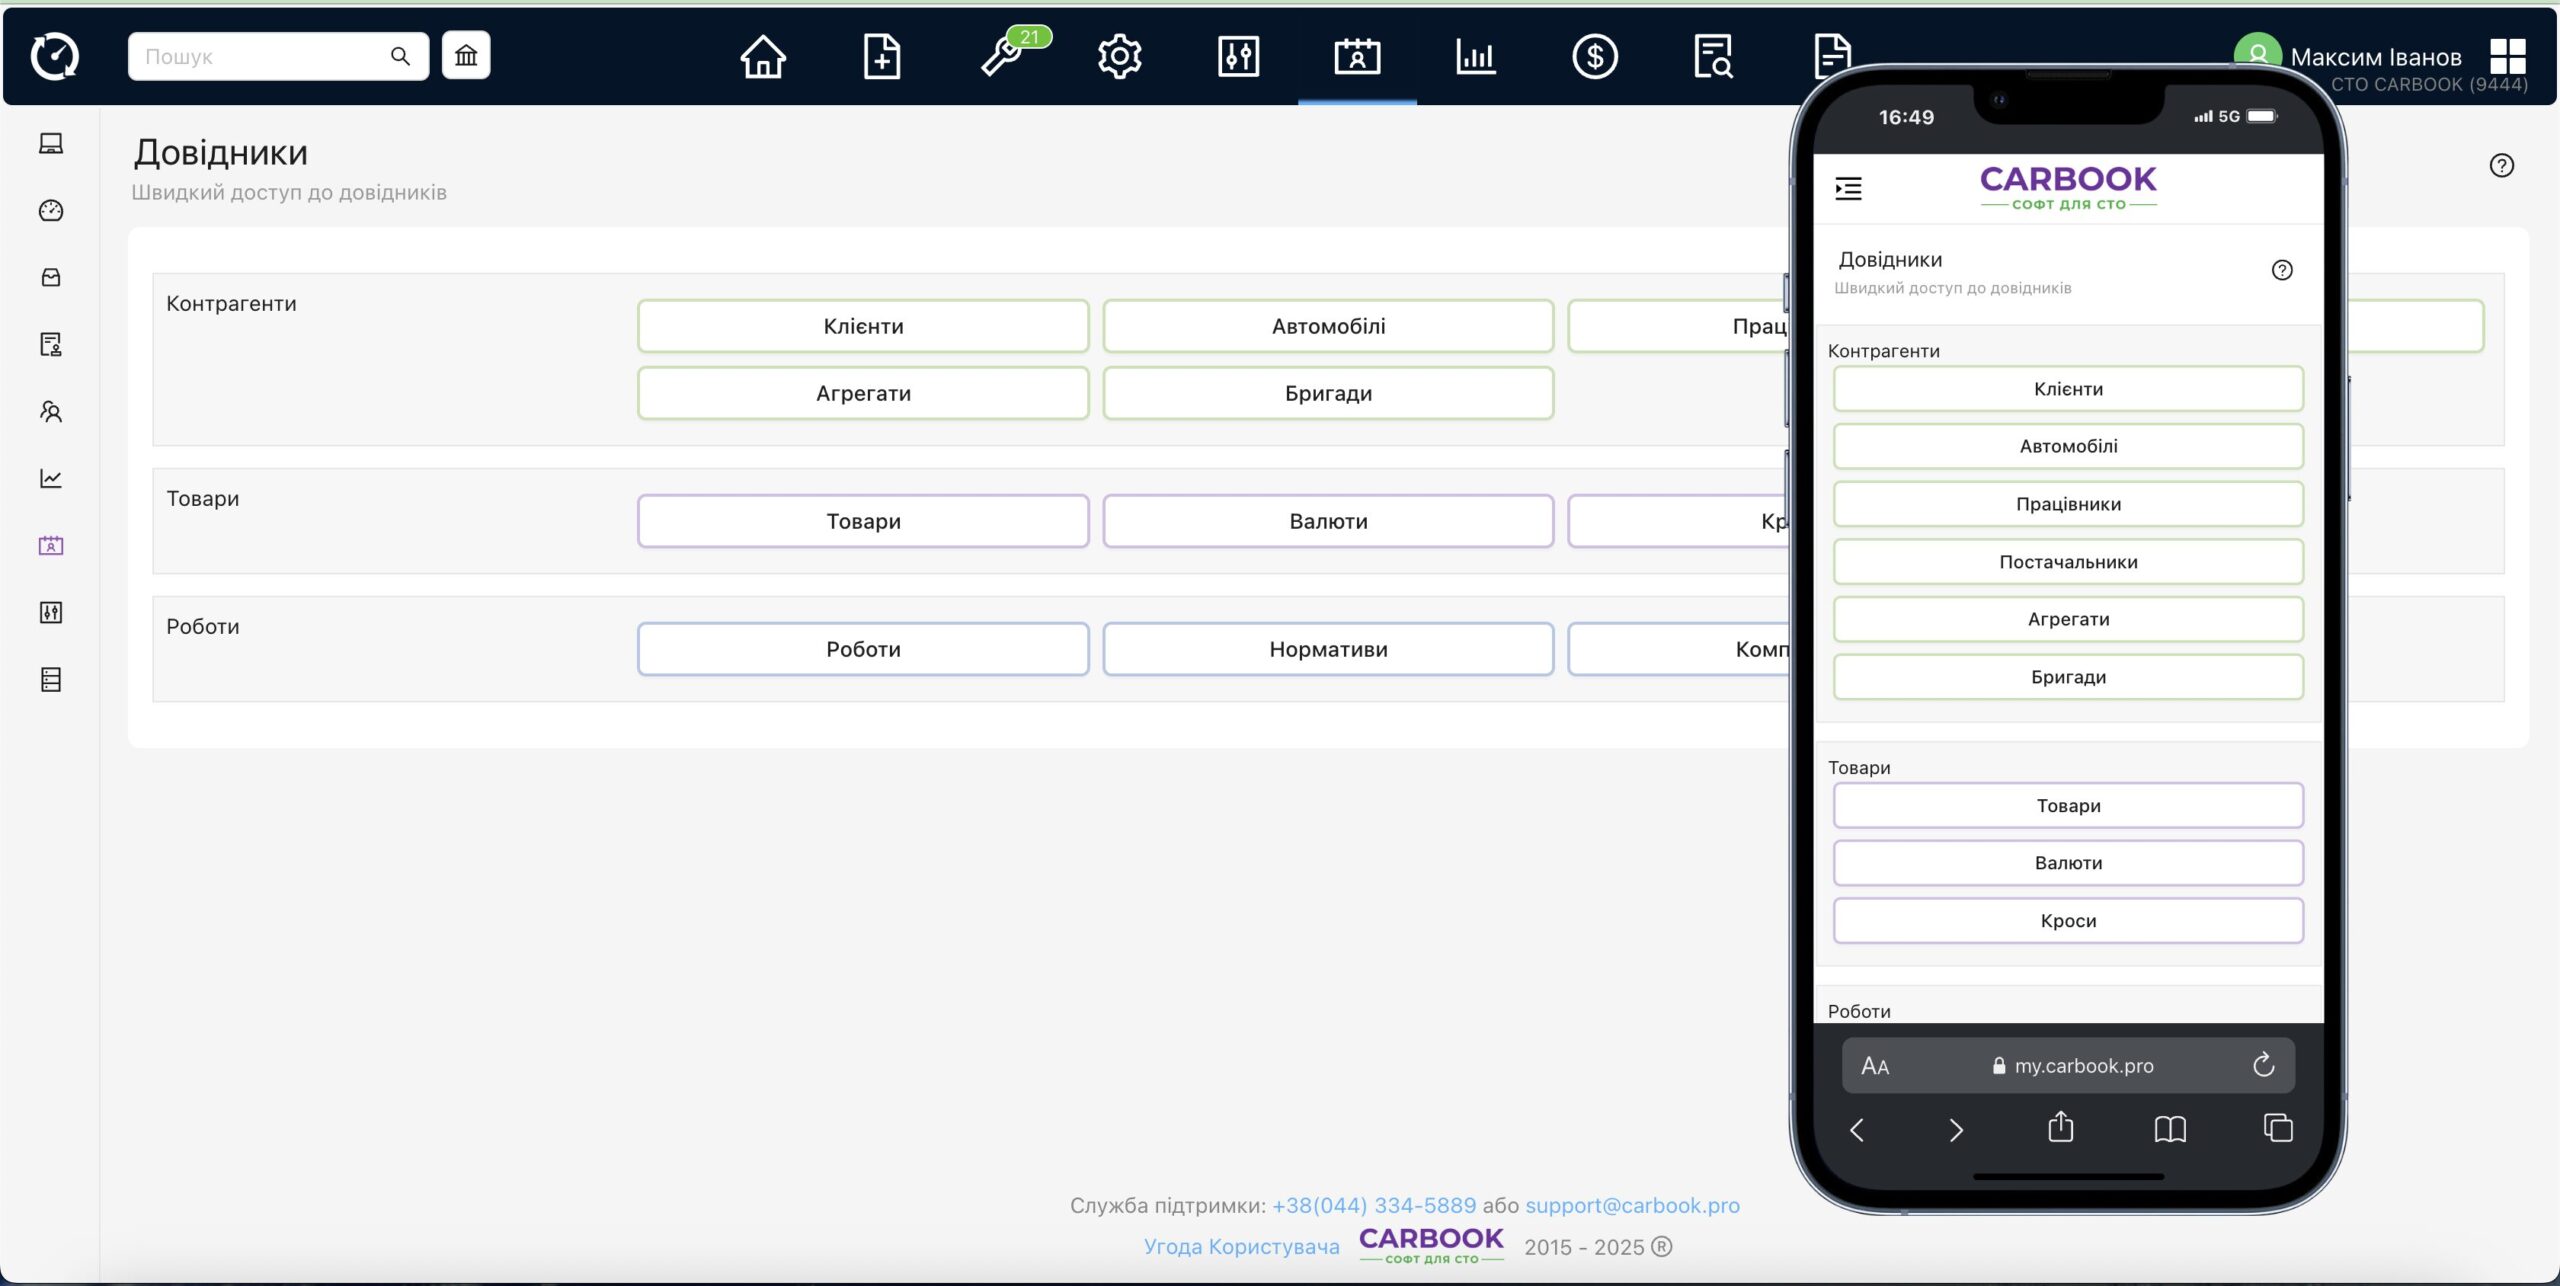 Пошук
21
Максим Іванов
СТО CARBOOK (9444)
Довідники
Швидкий доступ до довідників
Контрагенти
Клієнти
Автомобілі
Прац
Агрегати
Бригади
Товари
Товари
Валюти
Кр
Роботи
Роботи
Нормативи
Комп
Служба підтримки: +38(044) 334-5889 або support@carbook.pro
Угода Користувача CARBOOK 2015 - 2025 ®
СОФТ ДЛЯ СТО
16:49 5G
CARBOOK
СОФТ ДЛЯ СТО
Довідники
Швидкий доступ до довідників
Контрагенти
Клієнти
Автомобілі
Працівники
Постачальники
Агрегати
Бригади
Товари
Товари
Валюти
Кроси
Роботи
AA my.carbook.pro